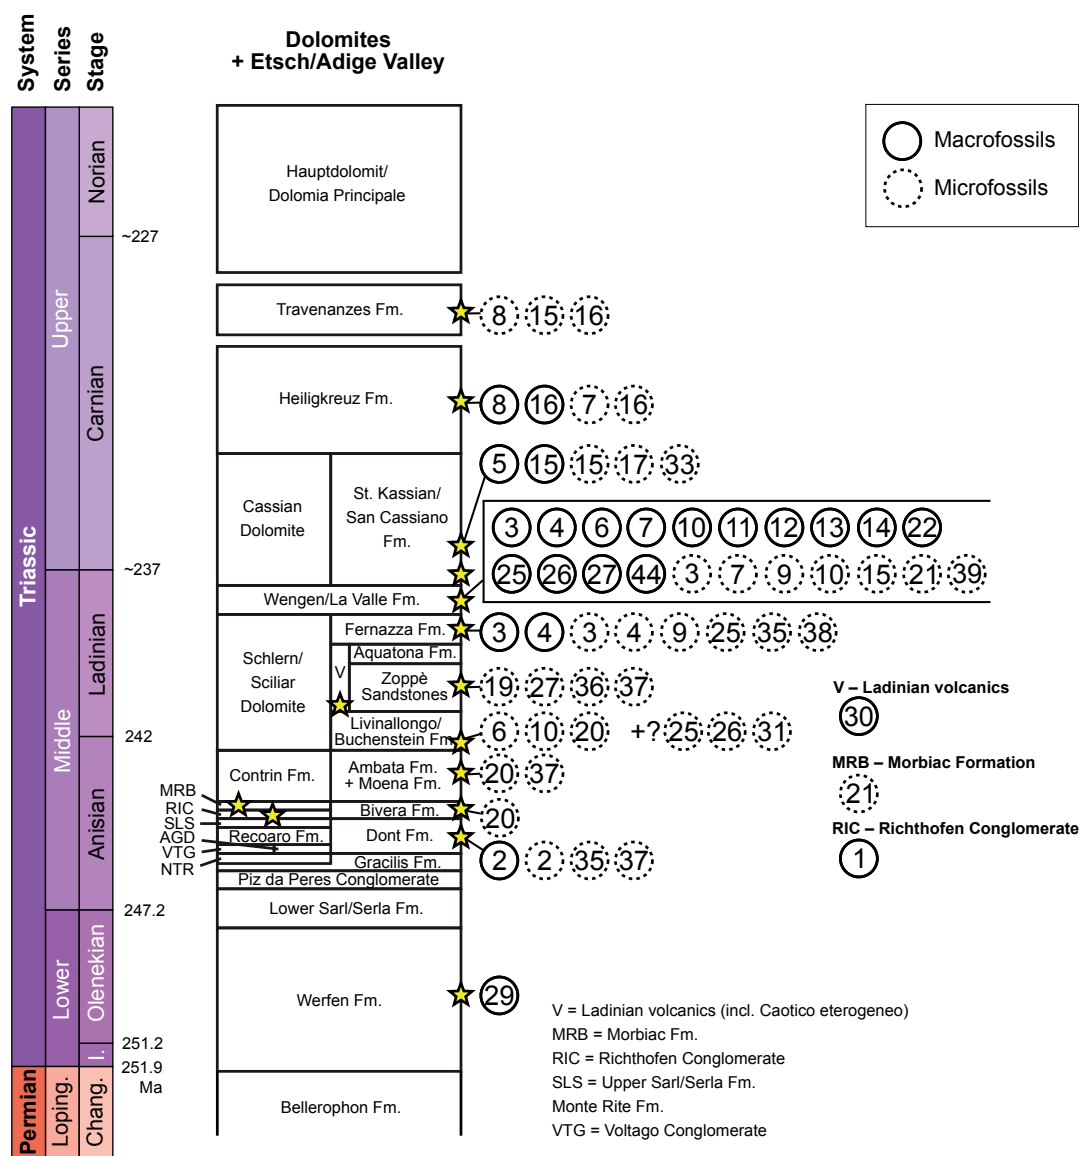 System
Series
Stage
Dolomites
+ Etsch/Adige Valley
Macrofossils
Microfossils
Triassic
Permian
Upper
Middle
Lower
Loping.
Norian
Carnian
Ladinian
Anisian
Olenekian
I.
Chang.
~227
~237
242
247.2
251.2
251.9
Ma
Hauptdolomit/
Dolomia Principale
Travenanzes Fm.
8 15 16
Heiligkreuz Fm.
8 16 7 16
5 15 15 17 33
Cassian
Dolomite
St. Kassian/
San Cassiano
Fm.
3 4 6 7 10 11 12 13 14 22
25 26 27 44 3 7 9 10 15 21 39
Wengen/La Valle Fm.
Fernazza Fm.
3 4 3 4 9 25 35 38
Schlern/
Sciliar
Dolomite
V
Aquatona Fm.
Zoppè
Sandstones
19 27 36 37
Livinallongo/
Buchenstein Fm.
6 10 20 +? 25 26 31
Contrin Fm.
Ambata Fm.
+ Moena Fm.
20 37
MRB
RIC
SLS
AGD
VTG
NTR
Bivera Fm.
20
Recoaro Fm.
Dont Fm.
2 2 35 37
Gracilis Fm.
Piz da Peres Conglomerate
Lower Sarl/Serla Fm.
Werfen Fm.
29
Bellerophon Fm.
V – Ladinian volcanics
30
MRB – Morbiac Formation
21
RIC – Richthofen Conglomerate
1
V = Ladinian volcanics (incl. Caotico eterogeneo)
MRB = Morbiac Fm.
RIC = Richthofen Conglomerate
SLS = Upper Sarl/Serla Fm.
Monte Rite Fm.
VTG = Voltago Conglomerate